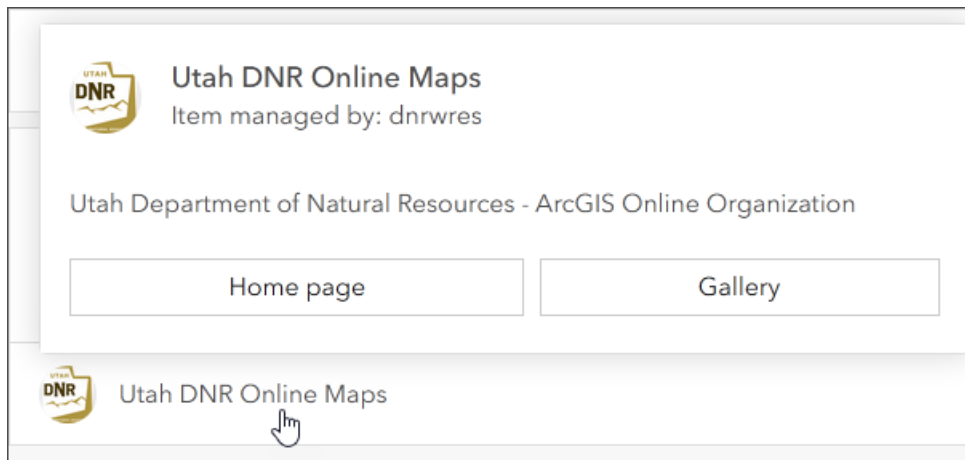 UTAH
DNR
Utah DNR Online Maps
Item managed by: dnrwres
Utah Department of Natural Resources - ArcGIS Online Organization
Home page
Gallery
UTAH
DNR
Utah DNR Online Maps